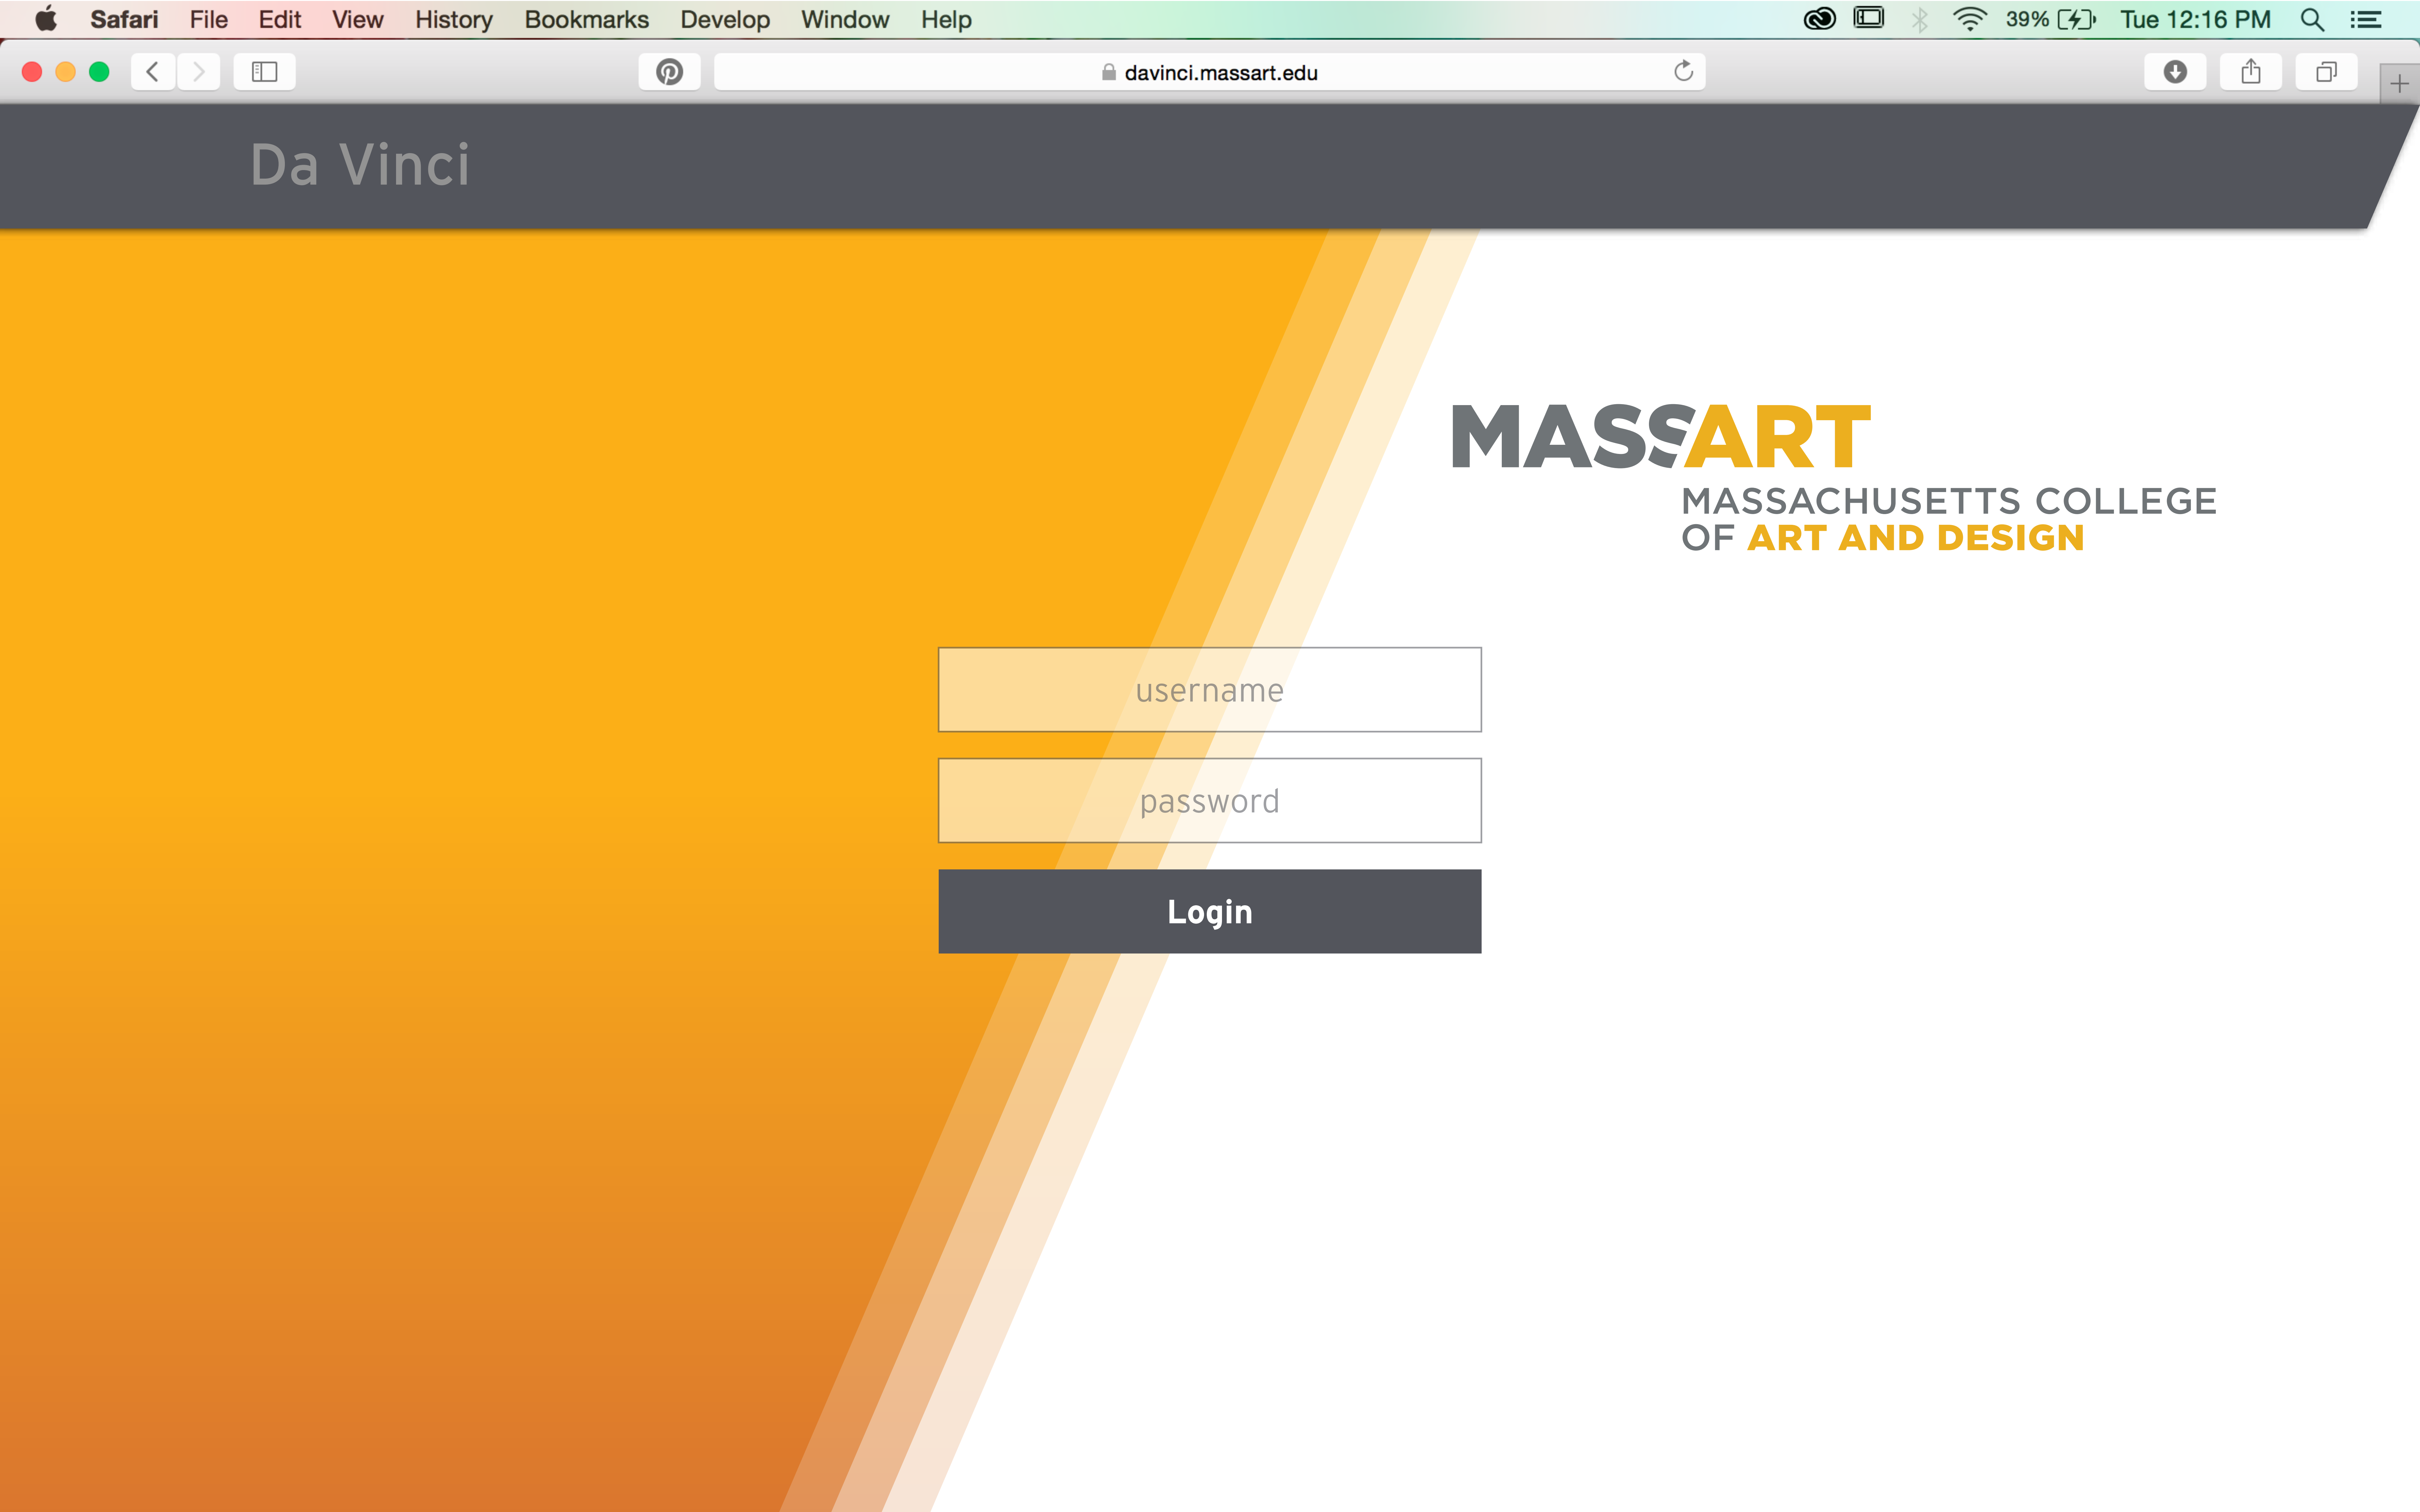 Safari File Edit View History Bookmarks Develop Window Help 39% Tue 12:16 PM
davinci.massart.edu
Da Vinci
MASSART
MASSACHUSETTS COLLEGE
OF ART AND DESIGN
username
password
Login